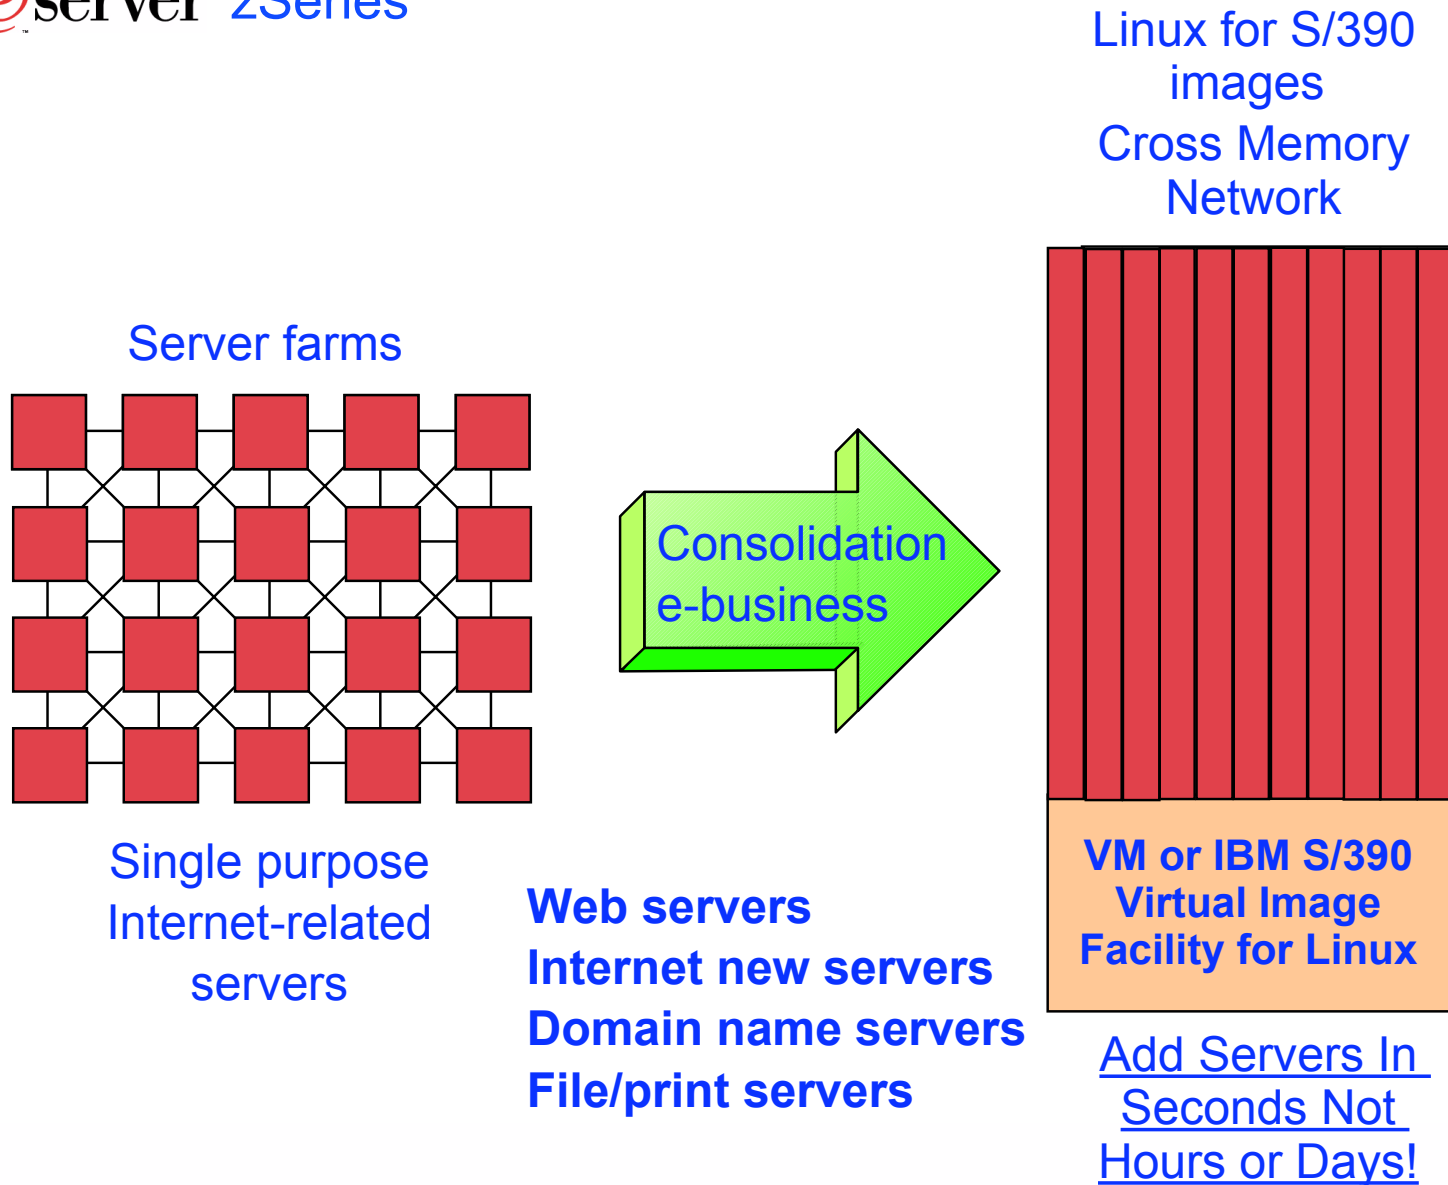 server zSeries
Linux for S/390
images
Cross Memory
Network
Server farms
Consolidation
e-business
Single purpose
Internet-related
servers
Web servers
Internet new servers
Domain name servers
File/print servers
VM or IBM S/390
Virtual Image
Facility for Linux
Add Servers In
Seconds Not
Hours or Days!